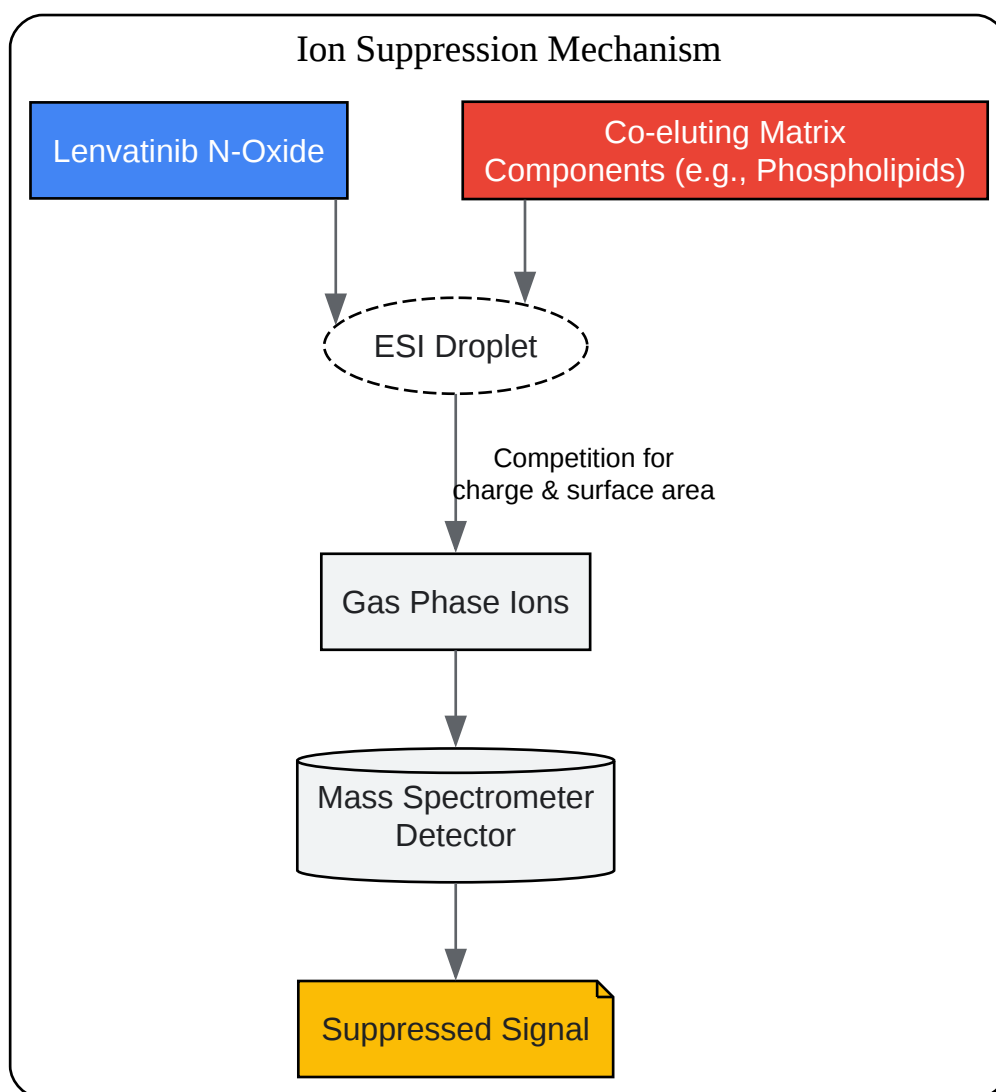 Ion Suppression Mechanism
Lenvatinib N-Oxide
Co-eluting Matrix
Components (e.g., Phospholipids)
ESI Droplet
Competition for
charge & surface area
Gas Phase Ions
Mass Spectrometer
Detector
Suppressed Signal